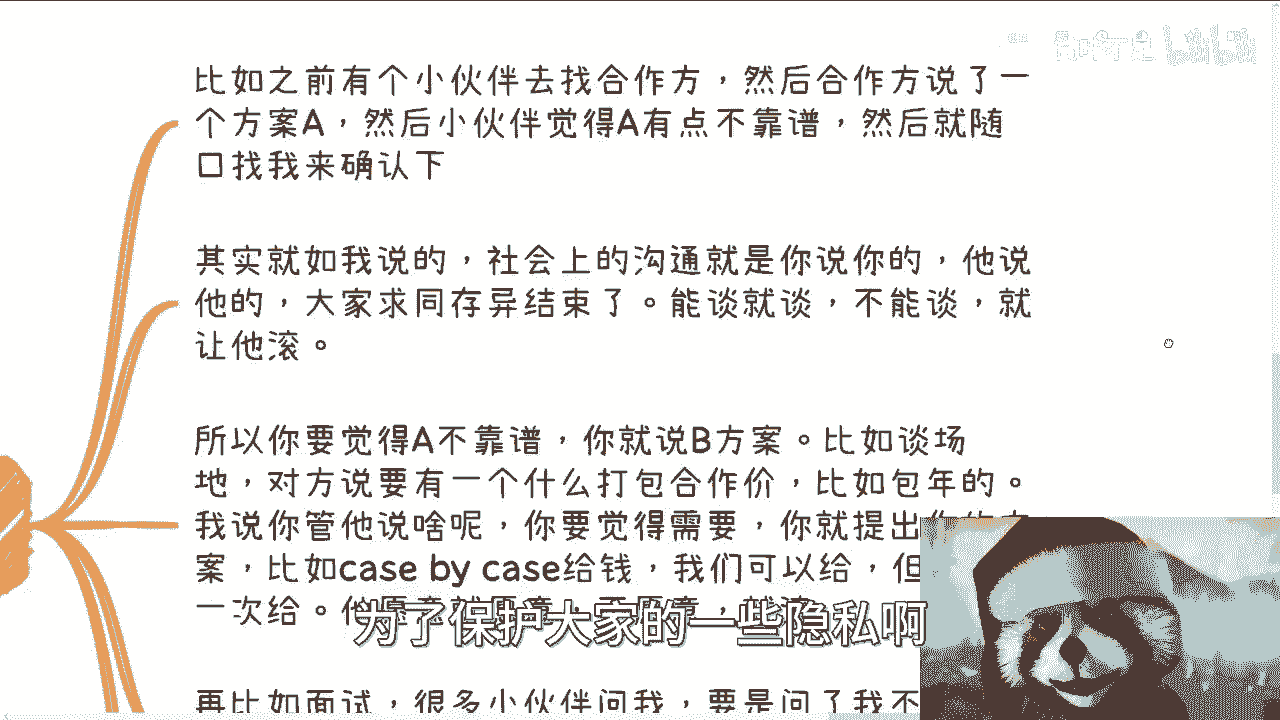 比如之前有个小伙伴去找合作方，然后合作方说了一
个方案A，然后小伙伴觉得A有点不靠谱，然后就随
口找我来确认下
其实就如我说的，社会上的沟通就是你说你的，他说
他的，大家求同存异结束了。能谈就谈，不能谈，就
让他滚。
所以你要觉得A不靠谱，你就说B方案。比如谈场
地，对方说要有一个什么打包合作价，比如包年的。
我说你管他说啥呢，你要觉得需要，你就提出
案，比如case by case给钱，我们可以给，但
一次给。
为了保护大家的一些隐私啊
再比如面试，很多小伙伴问我，要是问了我不